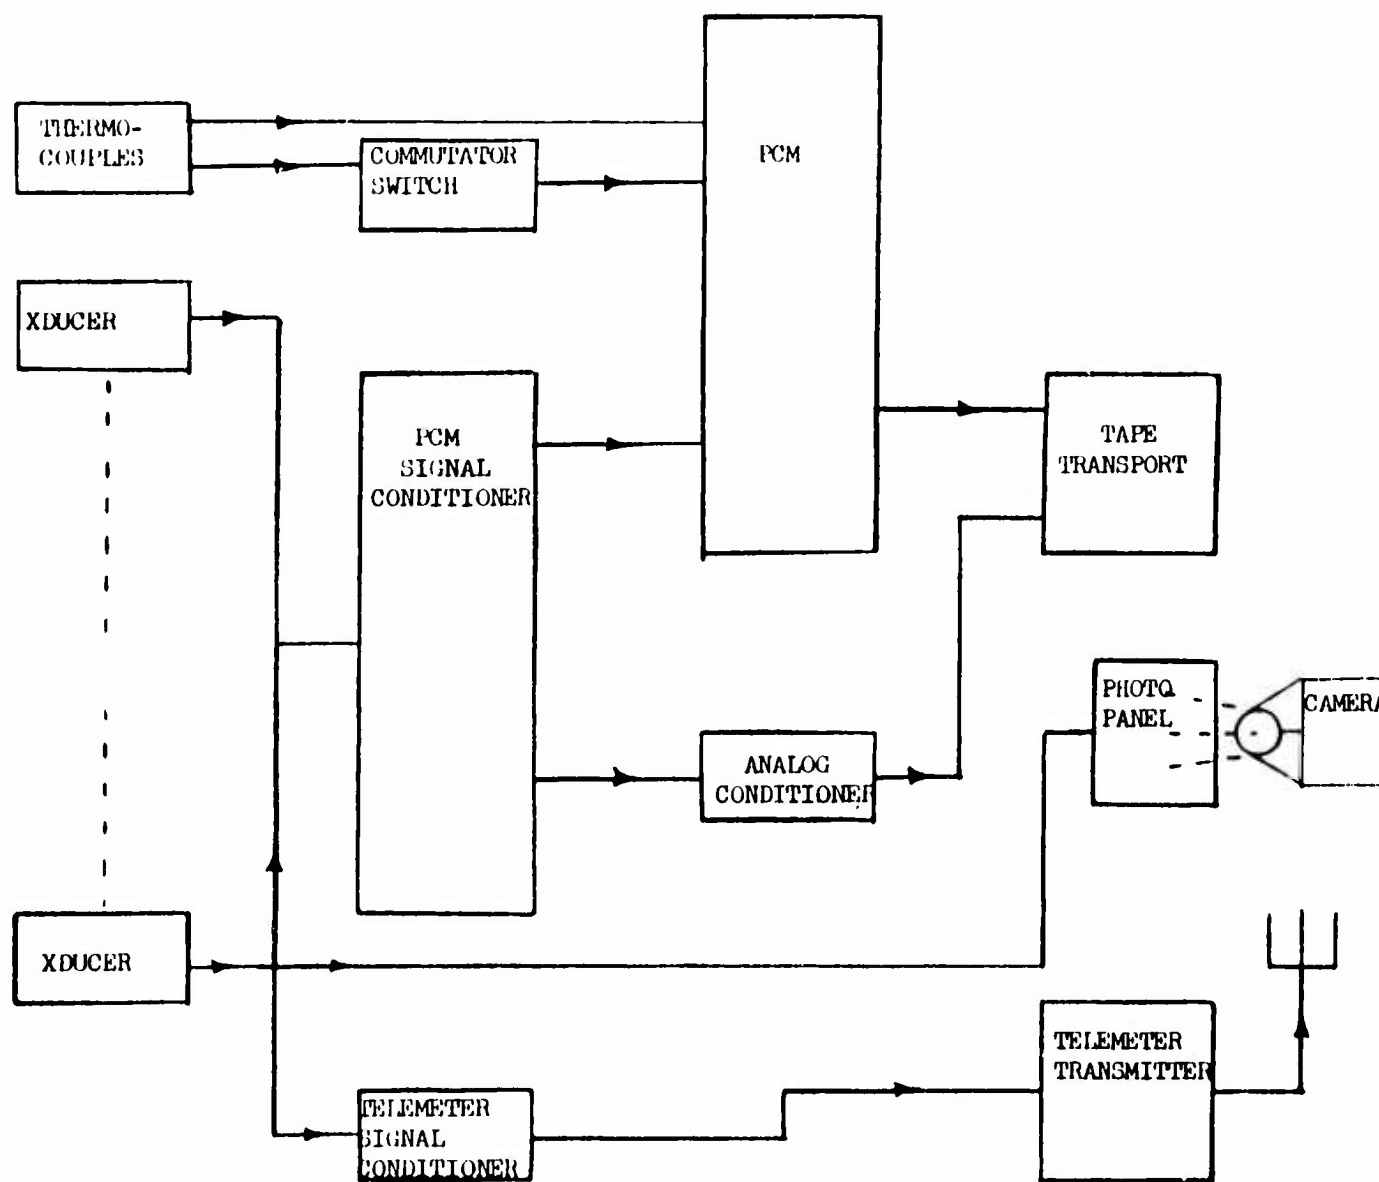 THERMO-
COUPLES
COMMUTATOR
SWITCH
PCM
XDUCER
PCM
SIGNAL
CONDITIONER
TAPE
TRANSPORT
PHOTO
PANEL
CAMERA
ANALOG
CONDITIONER
XDUCER
TELEMETER
TRANSMITTER
TELEMETER
SIGNAL
CONDITIONER